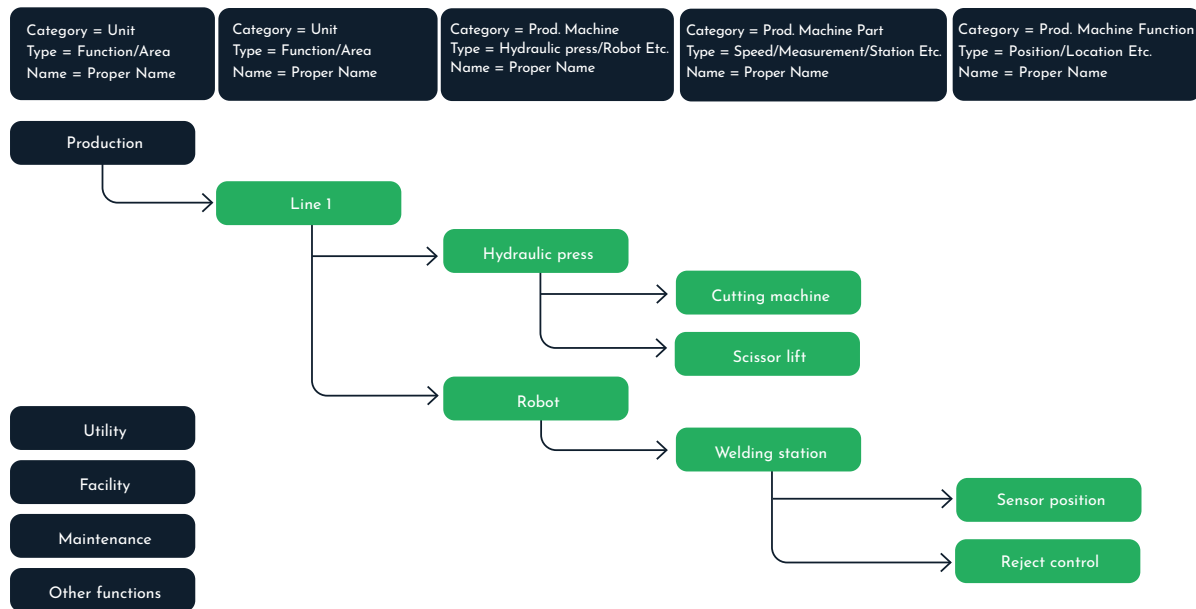 Category = Unit
Type = Function/Area
Name = Proper Name
Category = Unit
Type = Function/Area
Name = Proper Name
Category = Prod. Machine
Type = Hydraulic press/Robot Etc.
Name = Proper Name
Category = Prod. Machine Part
Type = Speed/Measurement/Station Etc.
Name = Proper Name
Category = Prod. Machine Function
Type = Position/Location Etc.
Name = Proper Name
Production
Line 1
Hydraulic press
Cutting machine
Scissor lift
Robot
Utility
Welding station
Facility
Sensor position
Maintenance
Reject control
Other functions